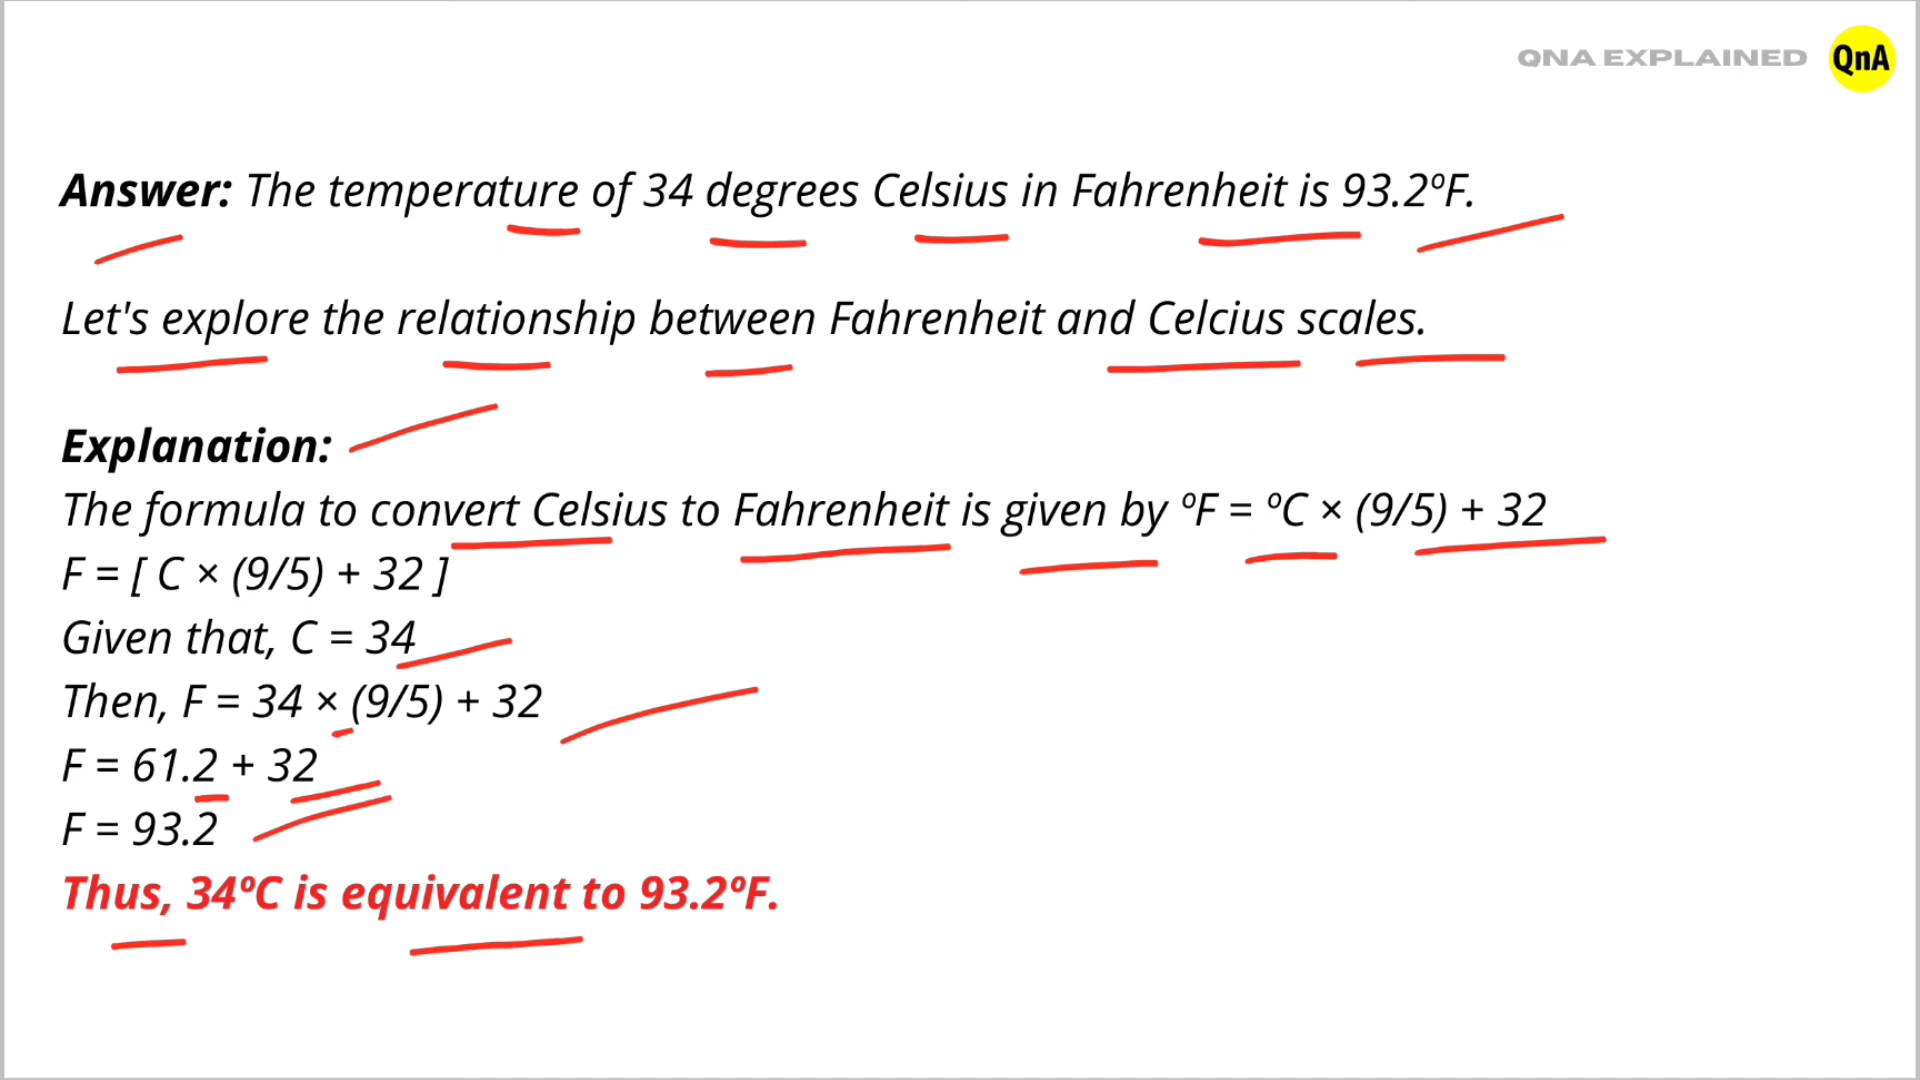 QNA EXPLAINED QnA
Answer: The temperature of 34 degrees Celsius in Fahrenheit is 93.2ºF.
Let's explore the relationship between Fahrenheit and Celcius scales.
Explanation:
The formula to convert Celsius to Fahrenheit is given by ºF = ºC × (9/5) + 32
F = [ C × (9/5) + 32 ]
Given that, C = 34
Then, F = 34 × (9/5) + 32
F = 61.2 + 32
F = 93.2
Thus, 34ºC is equivalent to 93.2ºF.